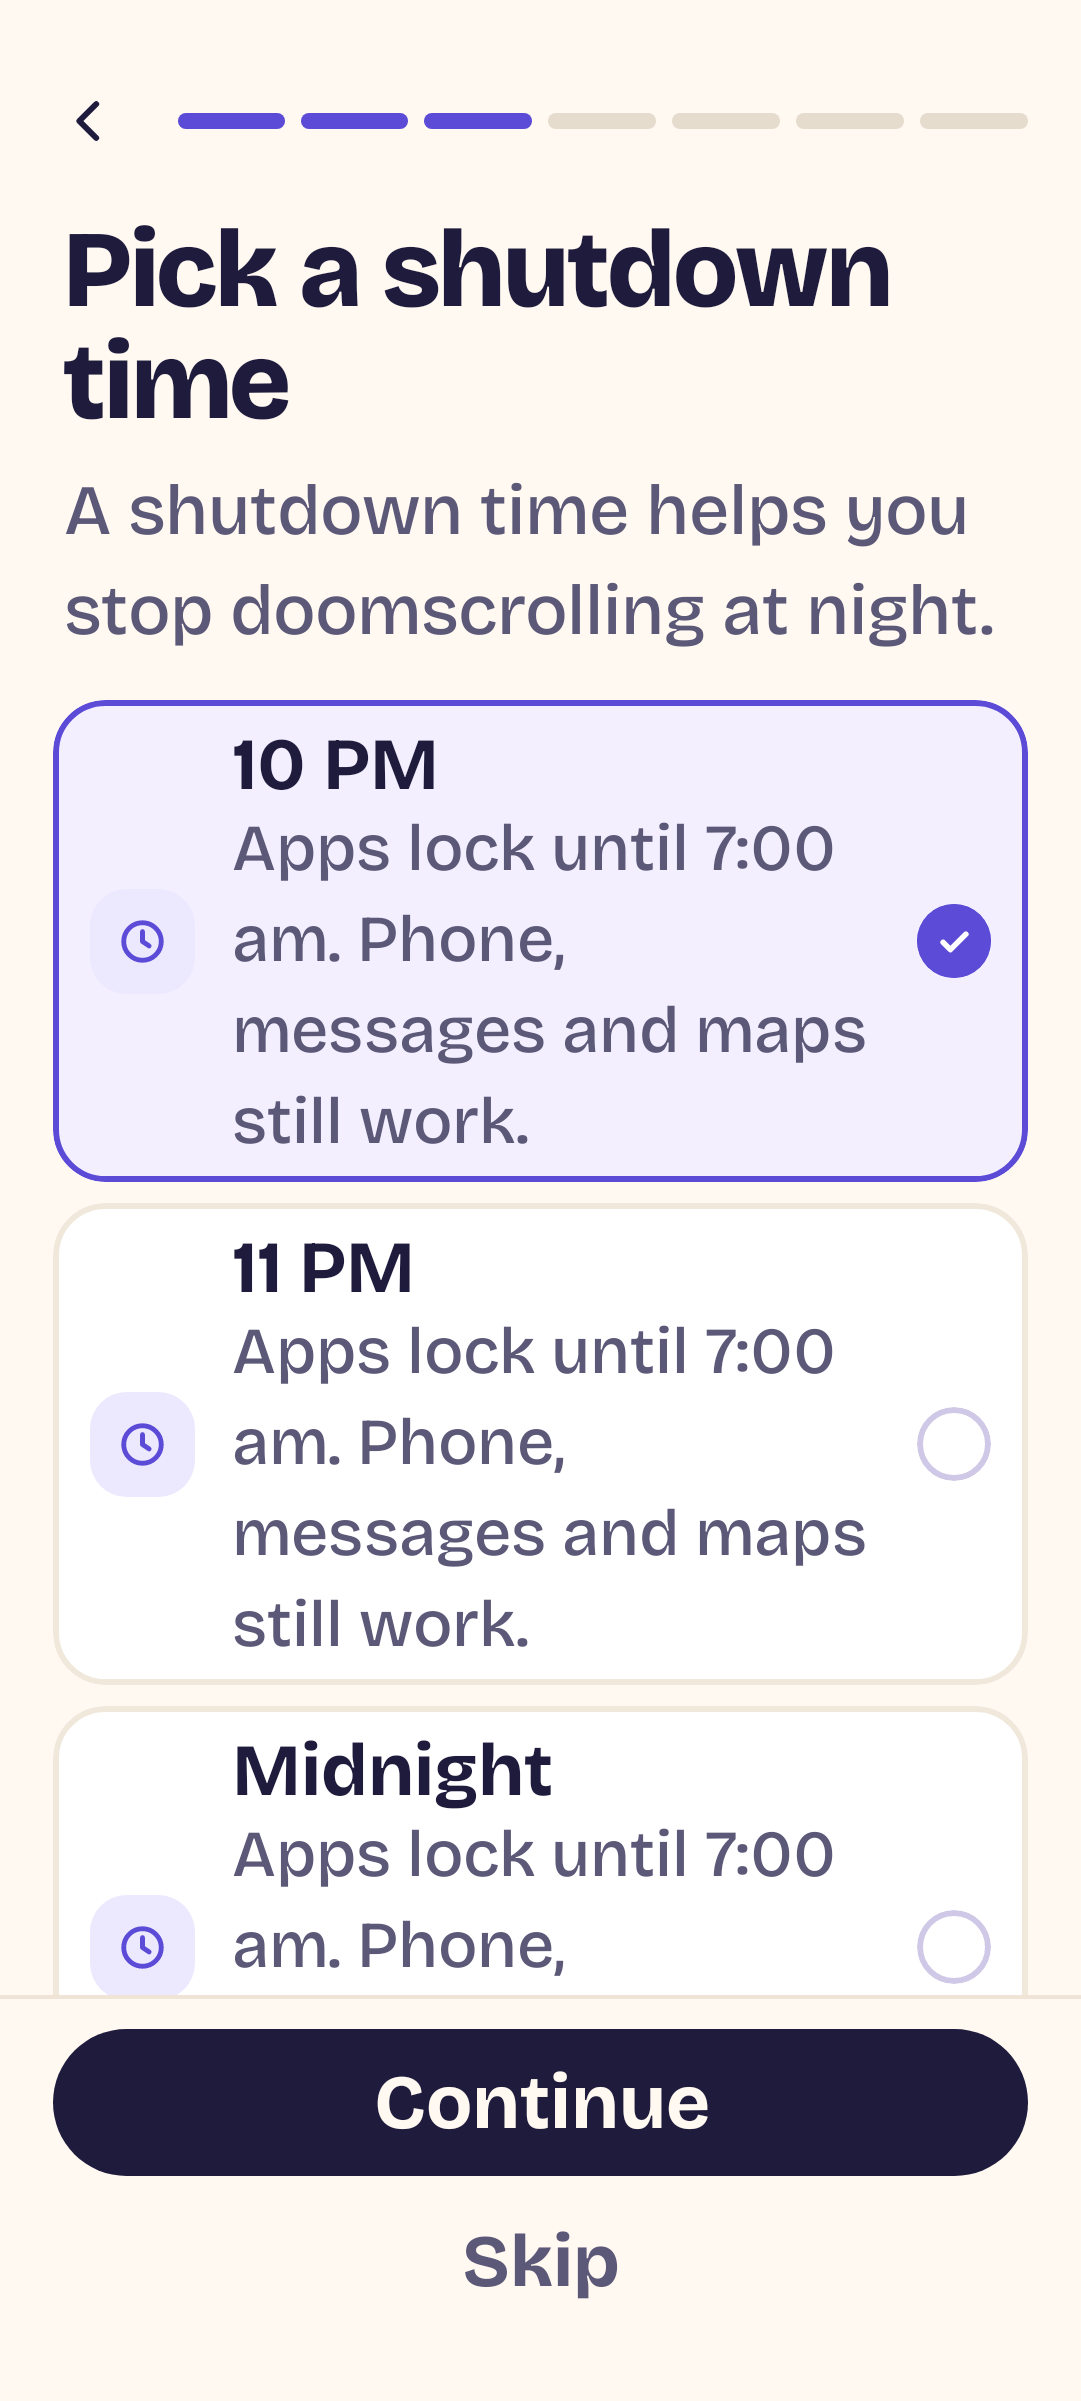 Pick a shutdown
time
A shutdown time helps you
stop doomscrolling at night.
10 PM
Apps lock until 7:00
am. Phone,
messages and maps
still work.
11 PM
Apps lock until 7:00
am. Phone,
messages and maps
still work.
Midnight
Apps lock until 7:00
am. Phone,
Continue
Skip